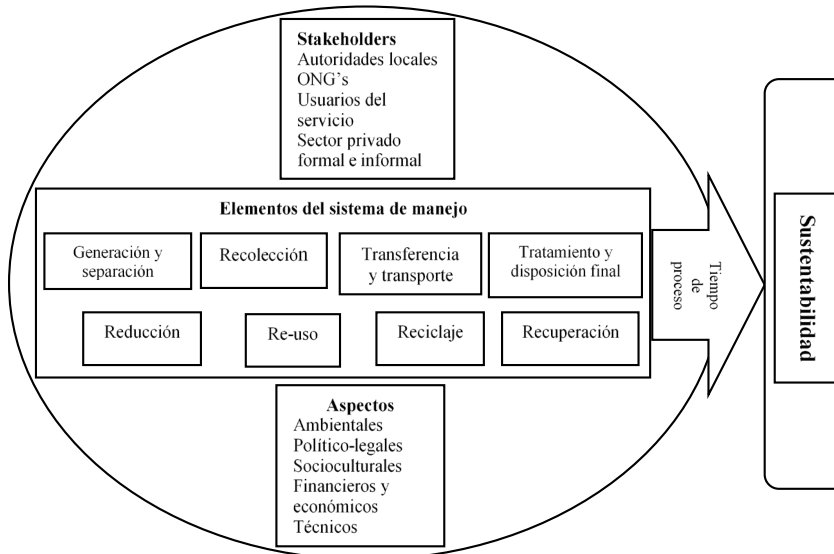 Stakeholders
Autoridades locales
ONG's
Usuarios del
servicio
Sector privado
formal e informal
Elementos del sistema de manejo
Generación y
separación
Recolección
Transferencia
y transporte
Tratamiento y
disposición final
Reducción
Re-uso
Reciclaje
Recuperación
Tiempo
de
proceso
Sustentabilidad
Aspectos
Ambientales
Político-legales
Socioculturales
Financieros y
económicos
Técnicos